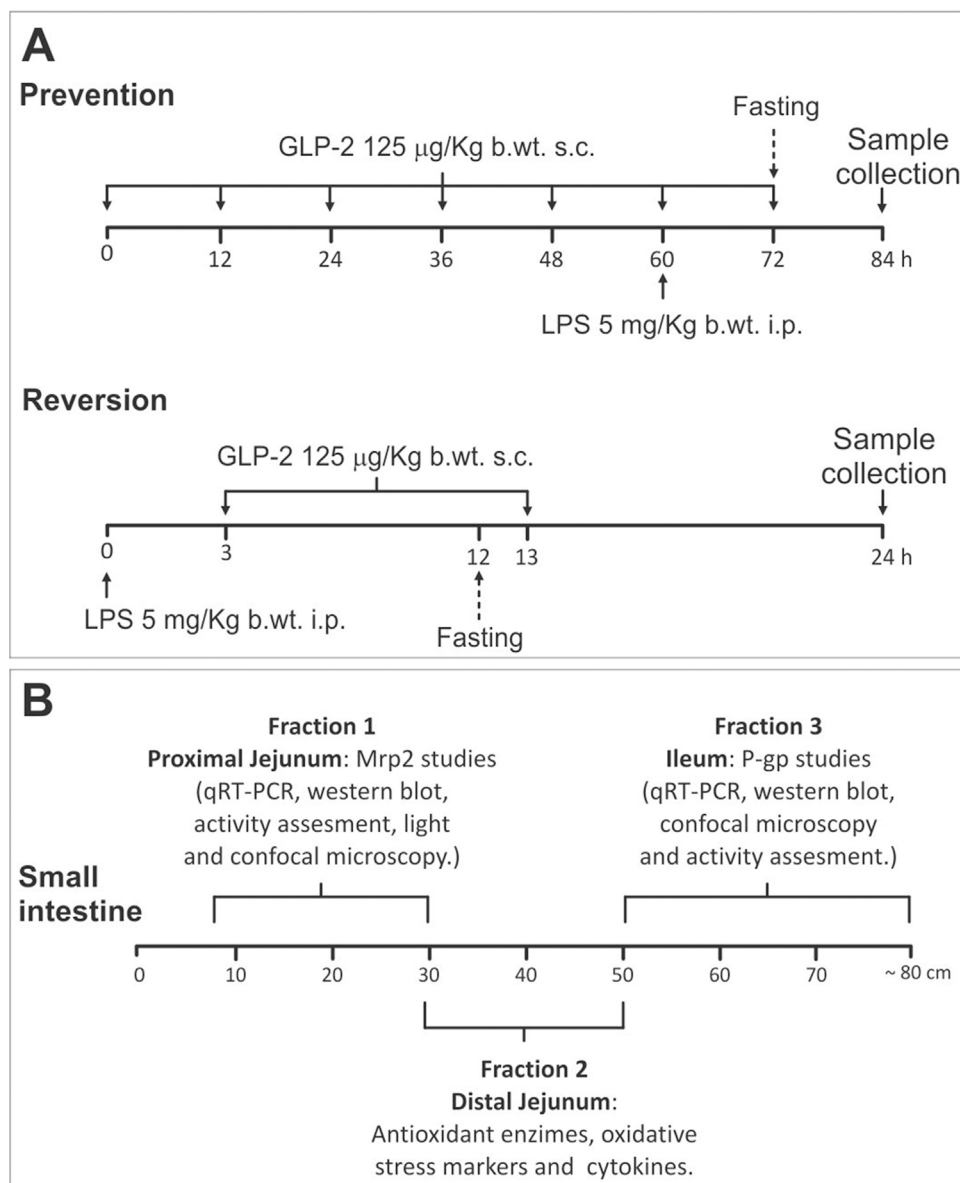 A
Prevention
Fasting
GLP-2 125 μg/Kg b.wt. s.c.
Sample
collection
0 12 24 36 48 60 72 84 h
LPS 5 mg/Kg b.wt. i.p.
Reversion
GLP-2 125 μg/Kg b.wt. s.c.
Sample
collection
0 3 12 13 24 h
LPS 5 mg/Kg b.wt. i.p.
Fasting
B
Fraction 1
Proximal Jejunum: Mrp2 studies
(qRT-PCR, western blot,
activity assesment, light
and confocal microscopy.)
Fraction 3
Ileum: P-gp studies
(qRT-PCR, western blot,
confocal microscopy
and activity assesment.)
Small
intestine
0 10 20 30 40 50 60 70 ~ 80 cm
Fraction 2
Distal Jejunum:
Antioxidant enzimes, oxidative
stress markers and cytokines.